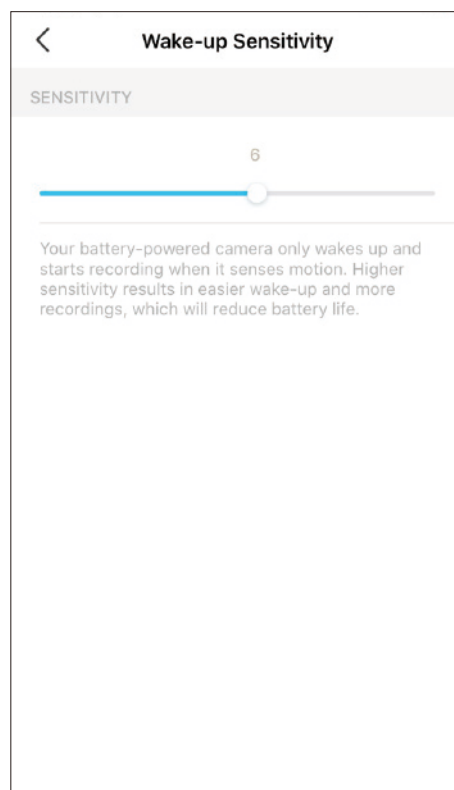 Wake-up Sensitivity
SENSITIVITY
6
Your battery-powered camera only wakes up and
starts recording when it senses motion. Higher
sensitivity results in easier wake-up and more
recordings, which will reduce battery life.